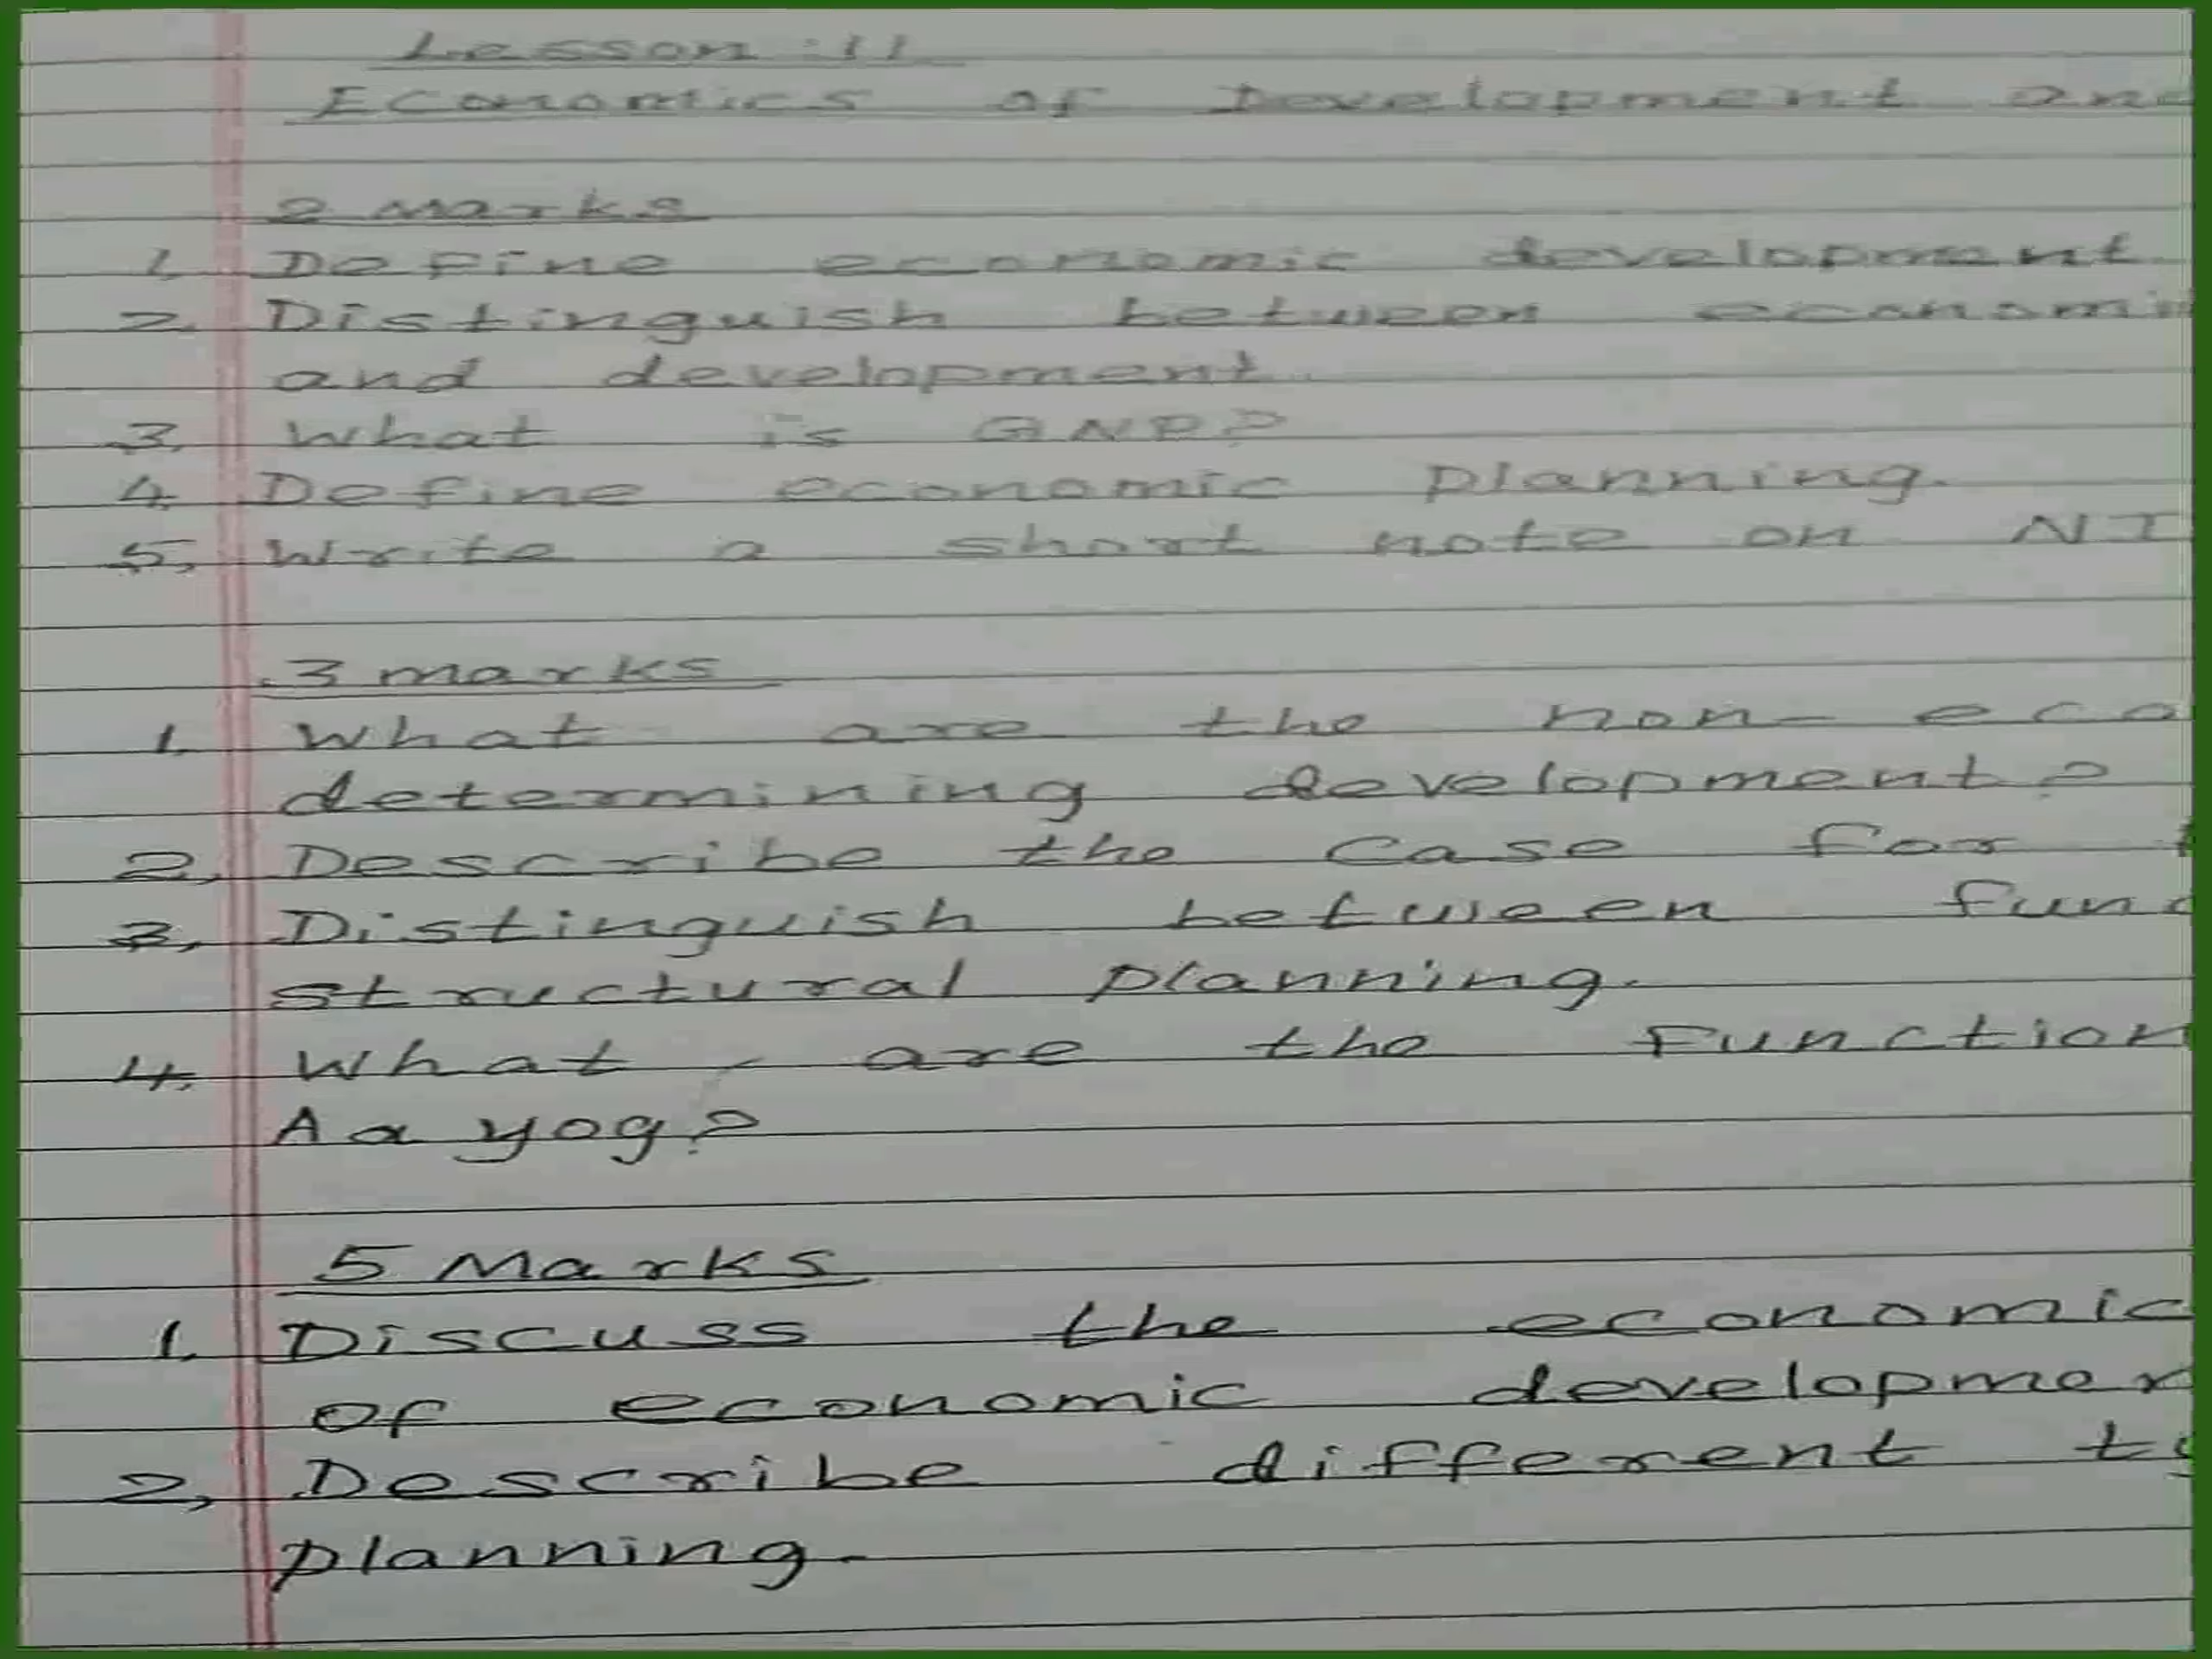 Lesson : 11
Economics of Development and
2 Marks
1. Define economic development.
2. Distinguish between economi
and development.
3. What is GNP?
4. Define economic planning.
5. Write a short note on NI
3 marks
1. What are the non- eco
determining development?
2. Describe the case for
3. Distinguish between func
structural planning.
4. What are the function
Aayog?
5 Marks
1. Discuss the economic
of economic developmen
2. Describe different ty
planning.